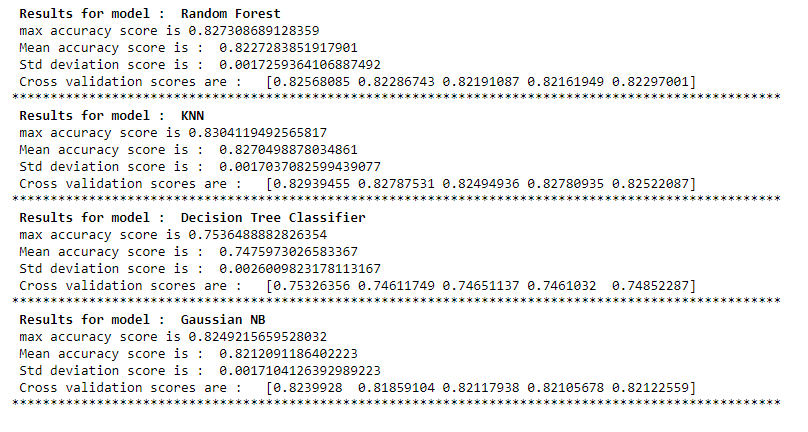 Results for model :  Random Forest
max accuracy score is 0.827308689128359
Mean accuracy score is :  0.8227283851917901
Std deviation score is :  0.0017259364106887492
Cross validation scores are :   [0.82568085 0.82286743 0.82191087 0.82161949 0.82297001]
****************************************************************************************************
Results for model :  KNN
max accuracy score is 0.8304119492565817
Mean accuracy score is :  0.8270498878034861
Std deviation score is :  0.0017037082599439077
Cross validation scores are :   [0.82939455 0.82787531 0.82494936 0.82780935 0.82522087]
****************************************************************************************************
Results for model :  Decision Tree Classifier
max accuracy score is 0.7536488882826354
Mean accuracy score is :  0.7475973026583367
Std deviation score is :  0.0026009823178113167
Cross validation scores are :   [0.75326356 0.74611749 0.74651137 0.7461032  0.74852287]
****************************************************************************************************
Results for model :  Gaussian NB
max accuracy score is 0.8249215659528032
Mean accuracy score is :  0.8212091186402223
Std deviation score is :  0.0017104126392989223
Cross validation scores are :   [0.8239928  0.81859104 0.82117938 0.82105678 0.82122559]
****************************************************************************************************